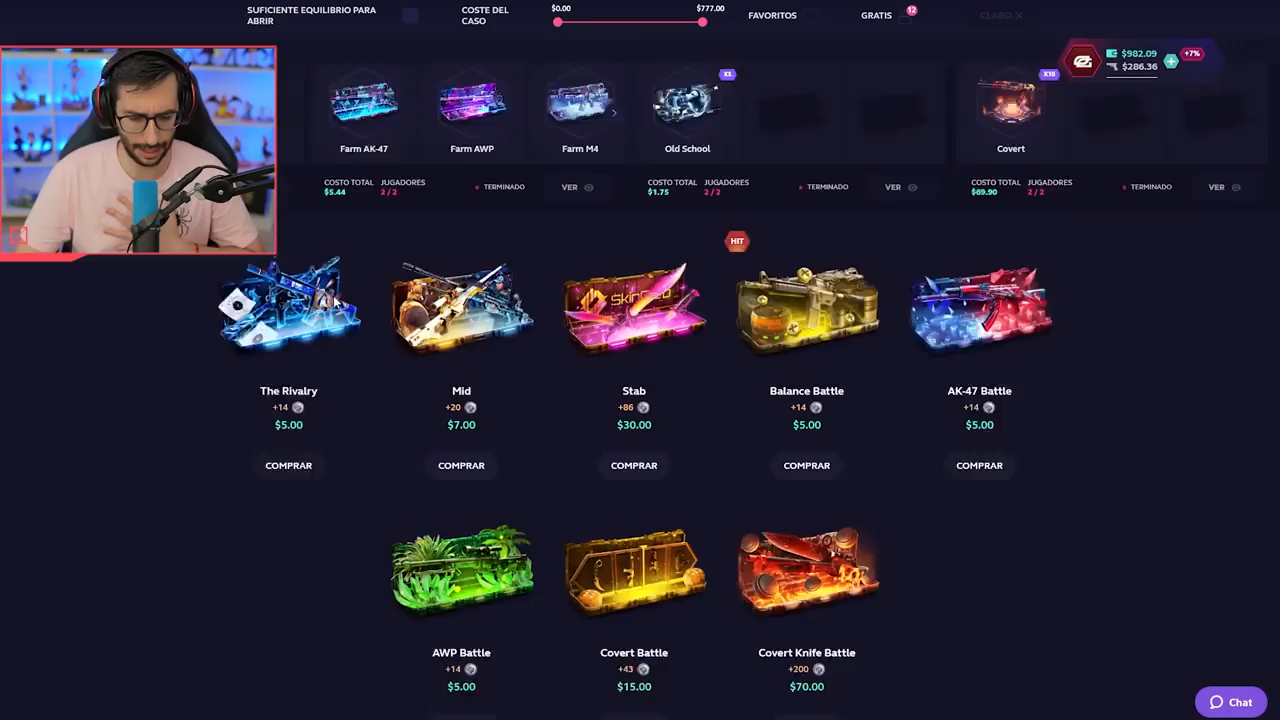 SUFICIENTE EQUILIBRIO PARA
ABRIR
COSTE DEL
CASO
$0.00
$777.00
FAVORITOS
GRATIS
12
CLARO
$982.09
$286.36
+7%
X5
X18
Farm AK-47
Farm AWP
Farm M4
Old School
Covert
COSTO TOTAL
$5.44
JUGADORES
2 / 2
TERMINADO
VER
COSTO TOTAL
$1.75
JUGADORES
2 / 2
TERMINADO
VER
COSTO TOTAL
$69.90
JUGADORES
2 / 2
TERMINADO
VER
HIT
The Rivalry
+14
$5.00
COMPRAR
Mid
+20
$7.00
COMPRAR
Stab
+86
$30.00
COMPRAR
Balance Battle
+14
$5.00
COMPRAR
AK-47 Battle
+14
$5.00
COMPRAR
AWP Battle
+14
$5.00
Covert Battle
+43
$15.00
Covert Knife Battle
+200
$70.00
Chat